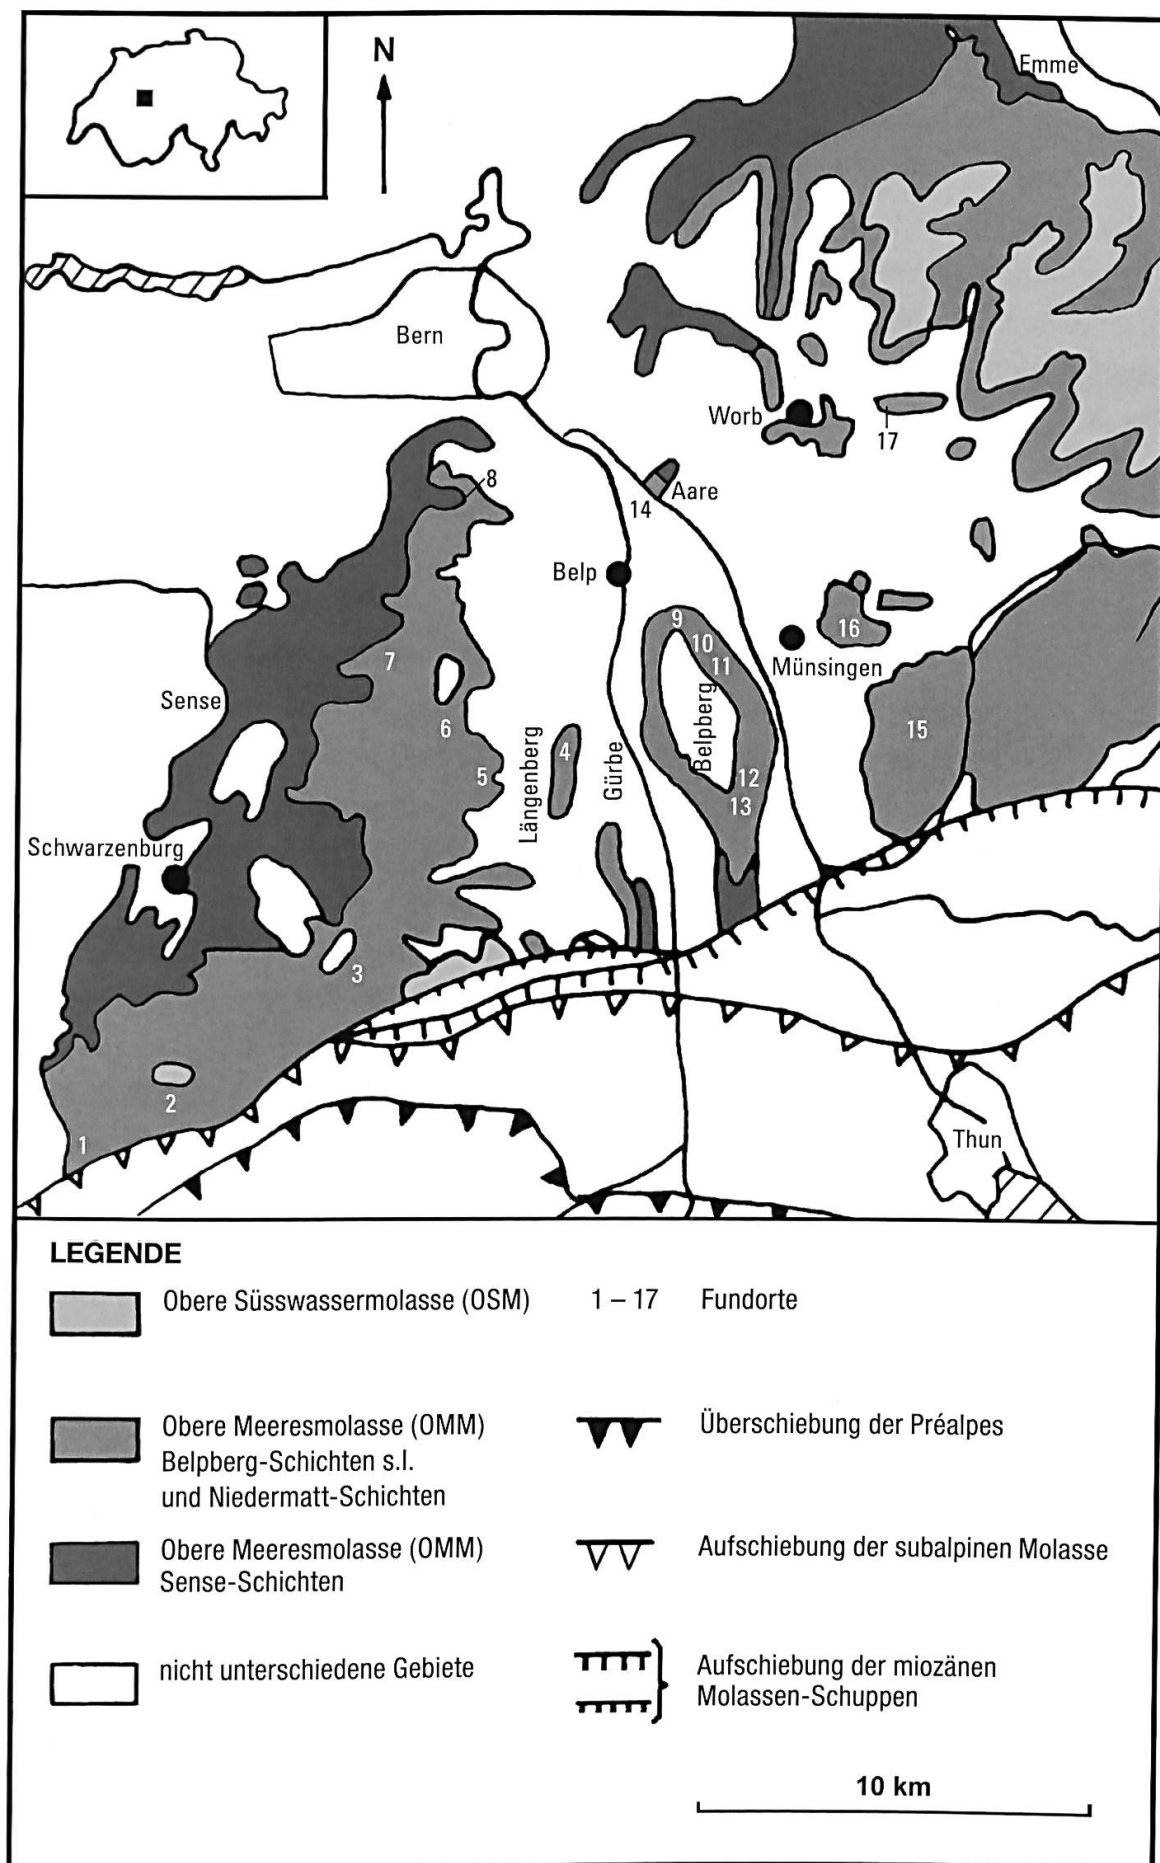 N
Emme
Bern
Worb
17
8
Aare
14
Belp
9
10
16
11
Münsingen
7
Sense
6
Belpberg
15
Längenberg
4
Gürbe
5
12
13
Schwarzenburg
3
2
1
Thun
LEGENDE
Obere Süsswassermolasse (OSM)
1 – 17 Fundorte
Obere Meeresmolasse (OMM)
Belpberg-Schichten s.l.
und Niedermatt-Schichten
Überschiebung der Préalpes
Obere Meeresmolasse (OMM)
Sense-Schichten
Aufschiebung der subalpinen Molasse
nicht unterschiedene Gebiete
Aufschiebung der miozänen
Molassen-Schuppen
10 km